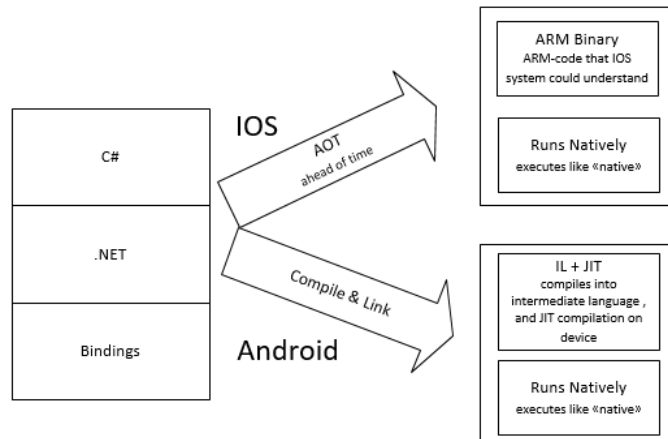 C#
.NET
Bindings
IOS
AOT
ahead of time
Compile & Link
Android
ARM Binary
ARM-code that IOS
system could understand
Runs Natively
executes like «native»
IL + JIT
compiles into
intermediate language ,
and JIT compilation on
device
Runs Natively
executes like «native»